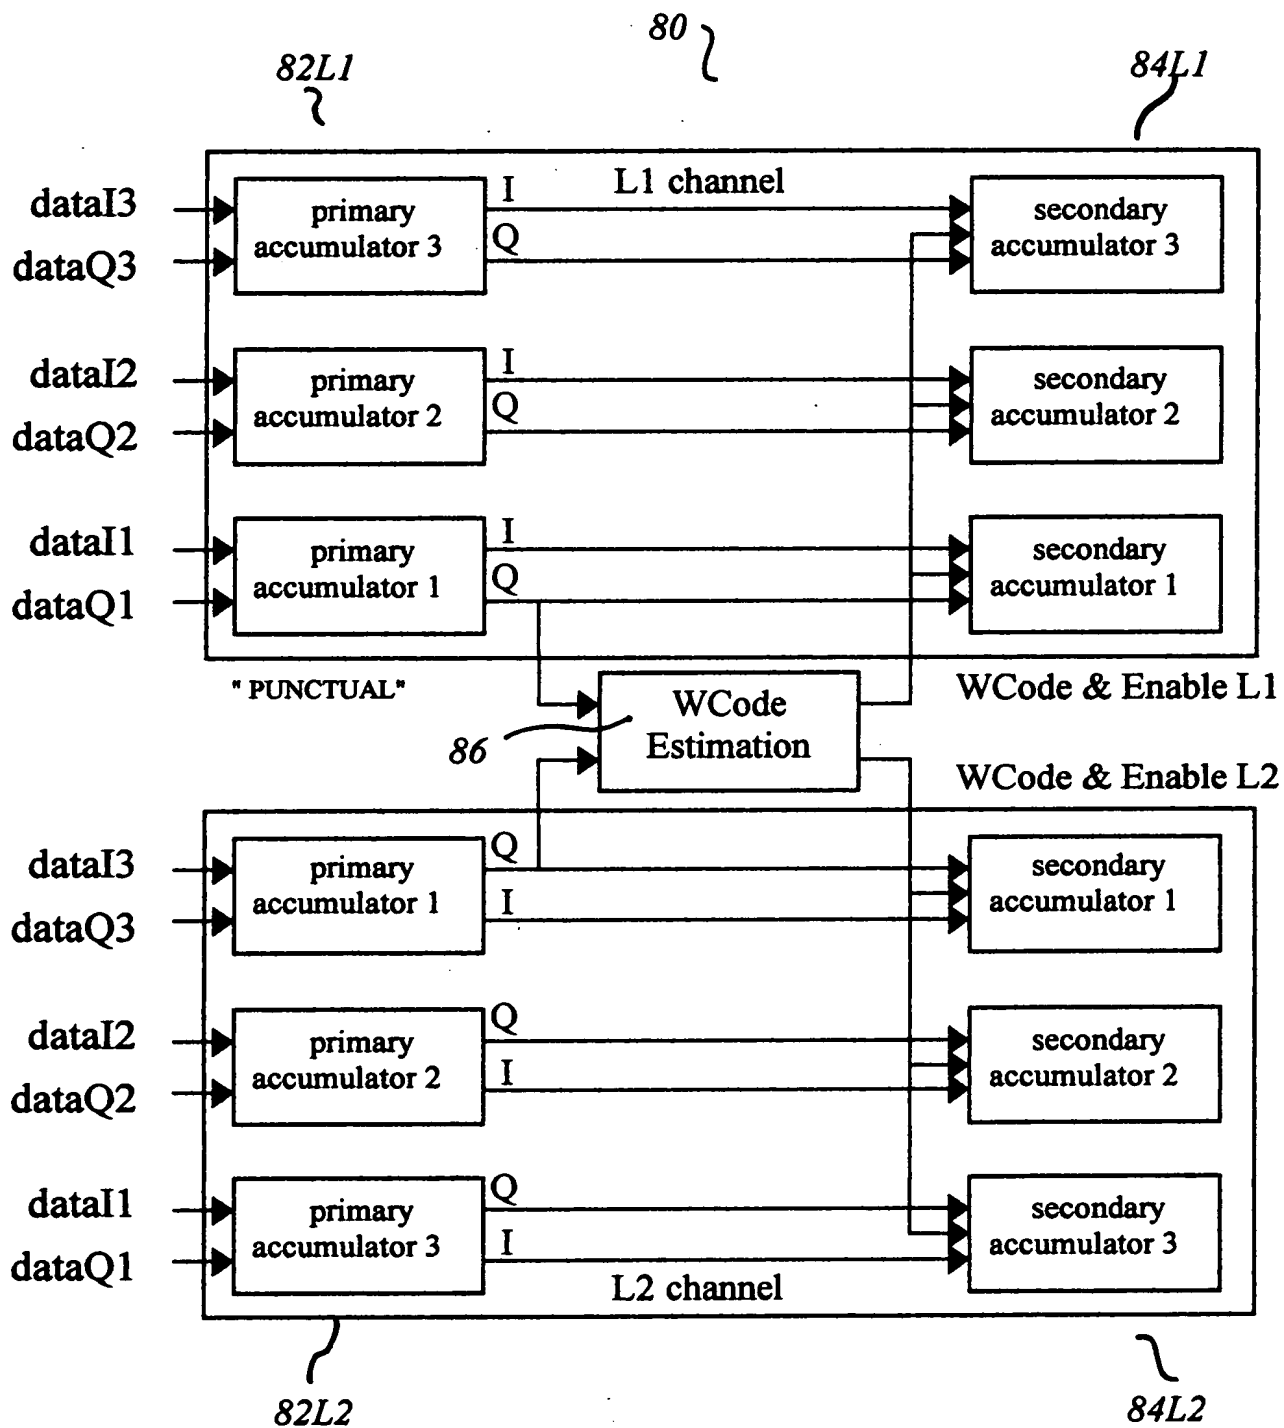 80
82L1
84L1
L1 channel
dataI3
dataQ3
primary
accumulator 3
I
Q
secondary
accumulator 3
dataI2
dataQ2
primary
accumulator 2
I
Q
secondary
accumulator 2
dataI1
dataQ1
primary
accumulator 1
I
Q
secondary
accumulator 1
" PUNCTUAL"
WCode
Estimation
86
WCode & Enable L1
WCode & Enable L2
dataI3
dataQ3
primary
accumulator 1
Q
I
secondary
accumulator 1
dataI2
dataQ2
primary
accumulator 2
Q
I
secondary
accumulator 2
dataI1
dataQ1
primary
accumulator 3
Q
I
secondary
accumulator 3
L2 channel
82L2
84L2